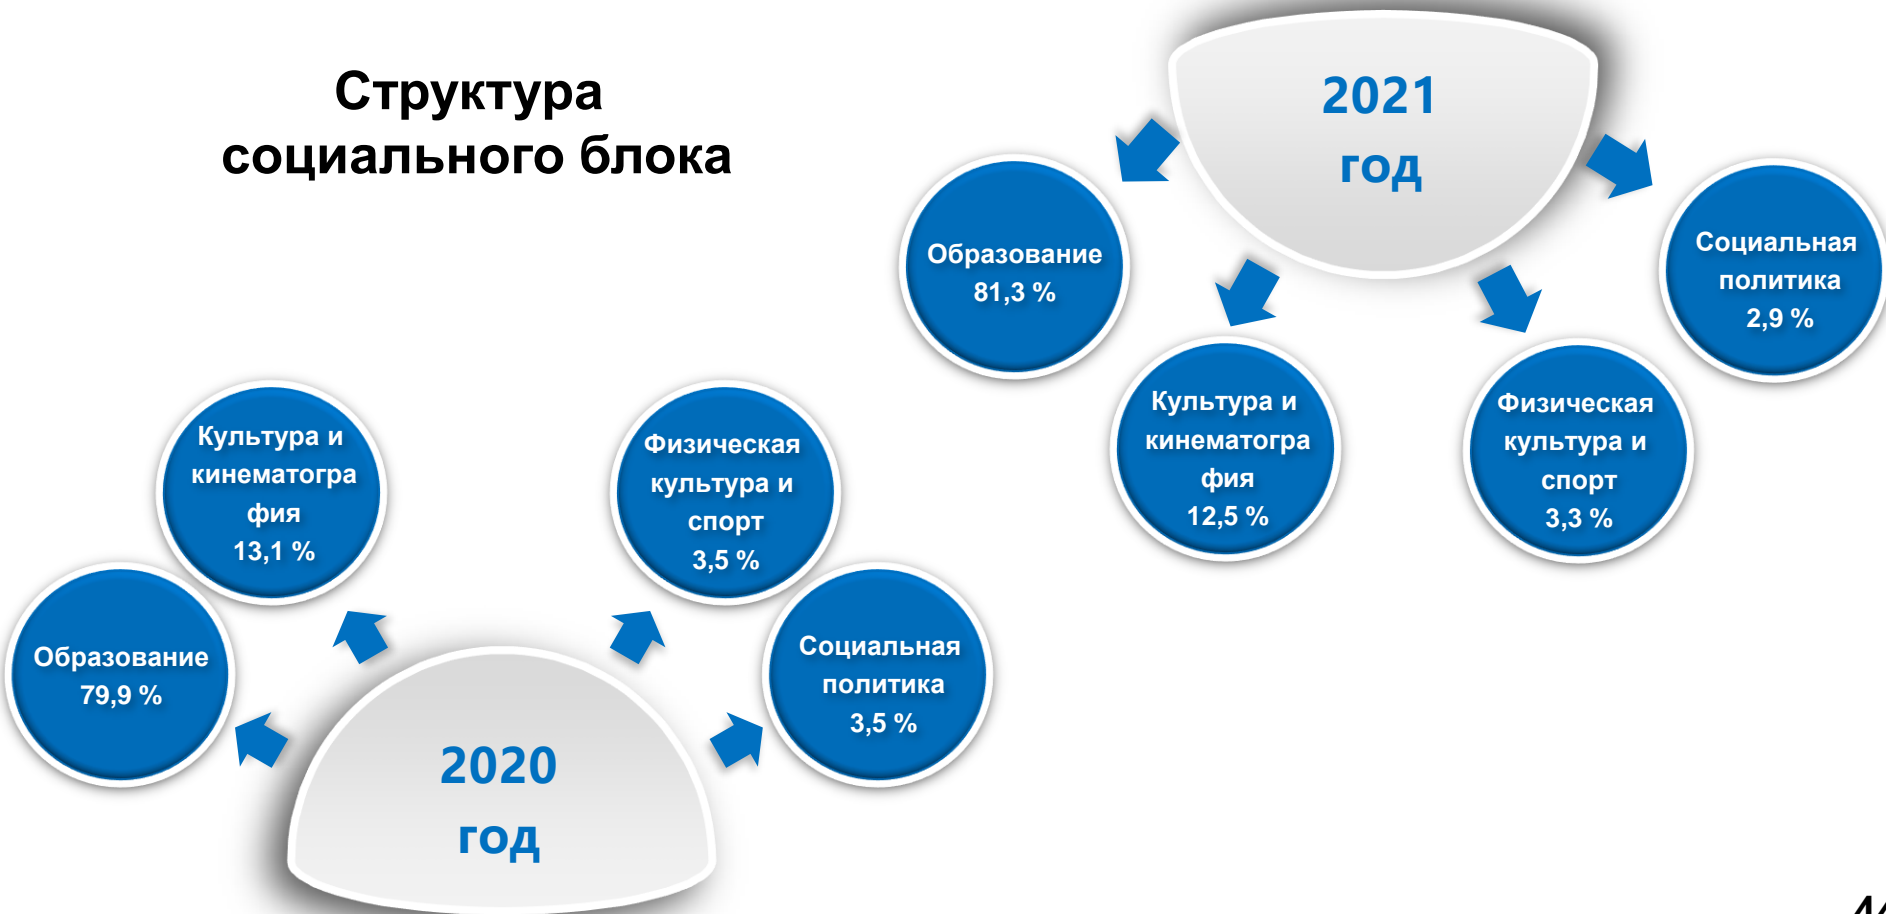 Структура
социального блока
2021
год
Образование
81,3 %
Культура и
кинематогра
фия
12,5 %
Физическая
культура и
спорт
3,3 %
Социальная
политика
2,9 %
Образование
79,9 %
Культура и
кинематогра
фия
13,1 %
Физическая
культура и
спорт
3,5 %
Социальная
политика
3,5 %
2020
год